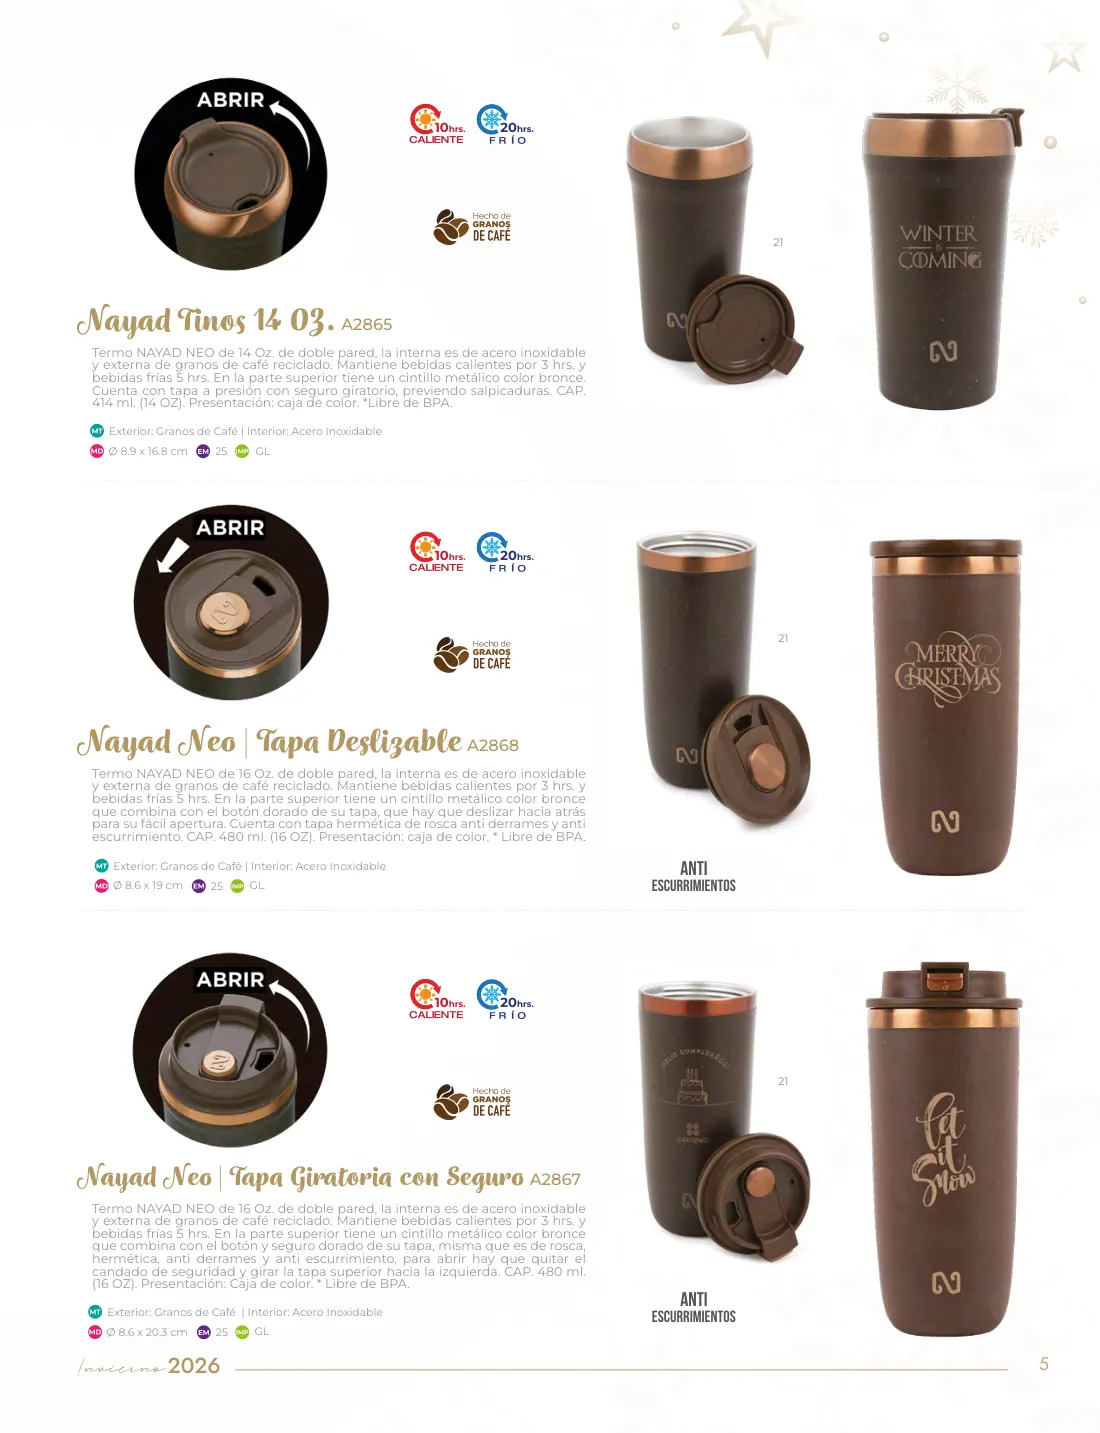 ABRIR
10hrs.
CALIENTE
20hrs.
FRÍO
Hecho de
GRANOS
DE CAFÉ
21
WINTER
IS
COMING
Nayad Tinos 14 03. A2865
Termo NAYAD NEO de 14 Oz. de doble pared, la interna es de acero inoxidable
y externa de granos de café reciclado. Mantiene bebidas calientes por 3 hrs. y
bebidas frías 5 hrs. En la parte superior tiene un cintillo metálico color bronce.
Cuenta con tapa a presión con seguro giratorio, previendo salpicaduras. CAP.
414 ml. (14 OZ). Presentación: caja de color. *Libre de BPA.
MT Exterior: Granos de Café | Interior: Acero Inoxidable
MD Ø 8.9 x 16.8 cm EM 25 IMP GL
ABRIR
10hrs.
CALIENTE
20hrs.
FRÍO
Hecho de
GRANOS
DE CAFÉ
21
MERRY
CHRISTMAS
Nayad Neo | Tapa Deslizable A2868
Termo NAYAD NEO de 16 Oz. de doble pared, la interna es de acero inoxidable
y externa de granos de café reciclado. Mantiene bebidas calientes por 3 hrs. y
bebidas frías 5 hrs. En la parte superior tiene un cintillo metálico color bronce
que combina con el botón dorado de su tapa, que hay que deslizar hacia atrás
para su fácil apertura. Cuenta con tapa hermética de rosca anti derrames y anti
escurrimiento. CAP. 480 ml. (16 OZ). Presentación: caja de color. * Libre de BPA.
MT Exterior: Granos de Café | Interior: Acero Inoxidable
MD Ø 8.6 x 19 cm EM 25 IMP GL
ANTI
ESCURRIMIENTOS
ABRIR
10hrs.
CALIENTE
20hrs.
FRÍO
Hecho de
GRANOS
DE CAFÉ
¡FELIZ CUMPLEAÑOS!
21
Let
it
Snow
Nayad Neo | Tapa Giratoria con Seguro A2867
Termo NAYAD NEO de 16 Oz. de doble pared, la interna es de acero inoxidable
y externa de granos de café reciclado. Mantiene bebidas calientes por 3 hrs. y
bebidas frías 5 hrs. En la parte superior tiene un cintillo metálico color bronce
que combina con el botón y seguro dorado de su tapa, misma que es de rosca,
hermética, anti derrames y anti escurrimiento, para abrir hay que quitar el
candado de seguridad y girar la tapa superior hacia la izquierda. CAP. 480 ml.
(16 OZ). Presentación: Caja de color. * Libre de BPA.
MT Exterior: Granos de Café | Interior: Acero Inoxidable
MD Ø 8.6 x 20.3 cm EM 25 IMP GL
ANTI
ESCURRIMIENTOS
Invierno 2026
5